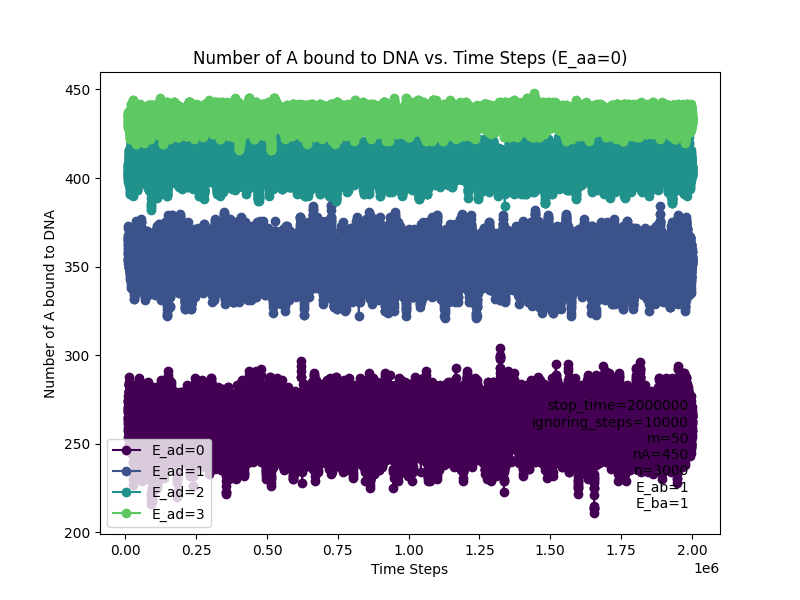 Number of A bound to DNA vs. Time Steps (E_aa=0)
Number of A bound to DNA
450
400
350
300
250
200
stop_time=2000000
ignoring_steps=10000
m=50
nA=450
n=3000
E_ab=1
E_ba=1
E_ad=0
E_ad=1
E_ad=2
E_ad=3
0.00 0.25 0.50 0.75 1.00 1.25 1.50 1.75 2.00
1e6
Time Steps